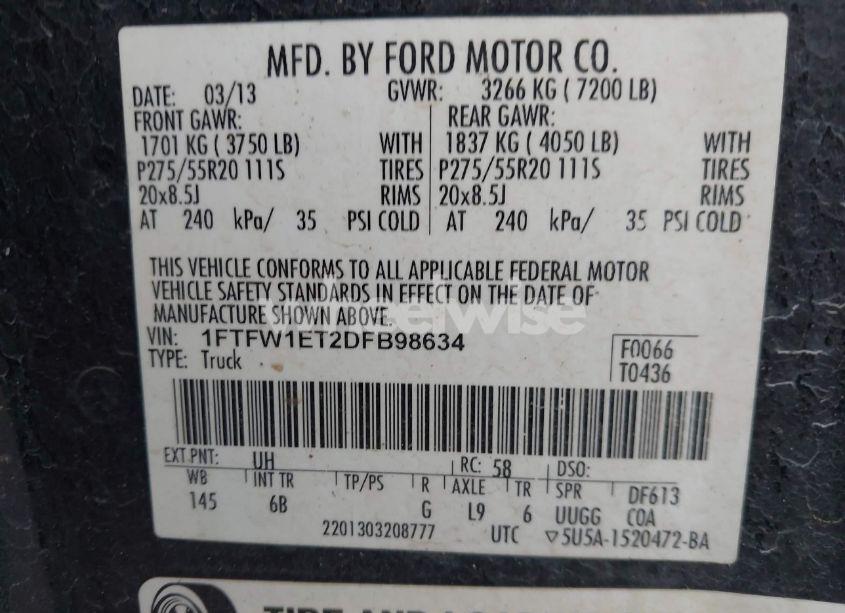 MFD. BY FORD MOTOR CO.
DATE: 03/13 GVWR: 3266 KG ( 7200 LB)
FRONT GAWR: REAR GAWR:
1701 KG ( 3750 LB) WITH 1837 KG ( 4050 LB) WITH
P275/55R20 111S TIRES P275/55R20 111S TIRES
20x8.5J RIMS 20x8.5J RIMS
AT 240 kPa/ 35 PSI COLD AT 240 kPa/ 35 PSI COLD
THIS VEHICLE CONFORMS TO ALL APPLICABLE FEDERAL MOTOR
VEHICLE SAFETY STANDARDS IN EFFECT ON THE DATE OF
MANUFACTURE SHOWN ABOVE.
VIN: 1FTFW1ET2DFB98634 F0066
TYPE: Truck T0436
EXT PNT: UH RC: 58 DSO:
WB INT TR TP/PS R AXLE TR SPR DF613
145 6B G L9 6 UUGG COA
2201303208777 UTC ▽5U5A-1520472-BA